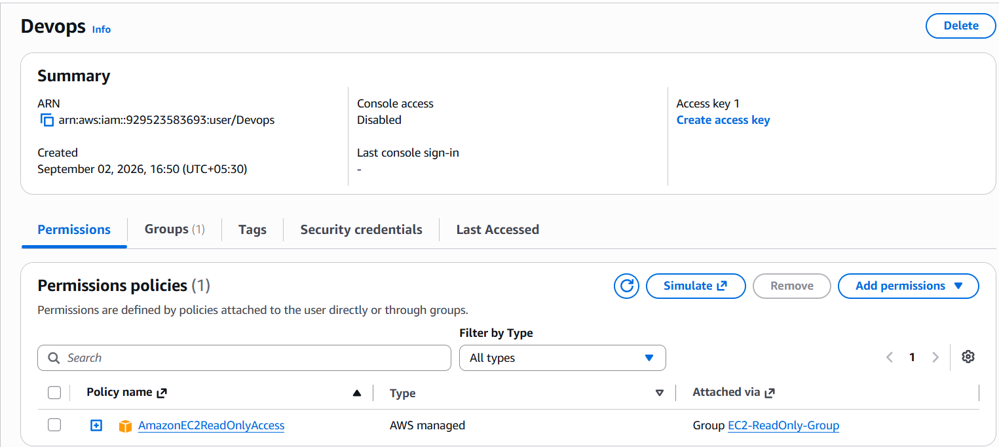 Devops Info
Delete
Summary
ARN
arn:aws:iam::929523583693:user/Devops
Created
September 02, 2026, 16:50 (UTC+05:30)
Console access
Disabled
Last console sign-in
-
Access key 1
Create access key
Permissions
Groups (1)
Tags
Security credentials
Last Accessed
Permissions policies (1)
Permissions are defined by policies attached to the user directly or through groups.
Simulate
Remove
Add permissions
Filter by Type
Search
All types
1
Policy name
Type
Attached via
AmazonEC2ReadOnlyAccess
AWS managed
Group EC2-ReadOnly-Group